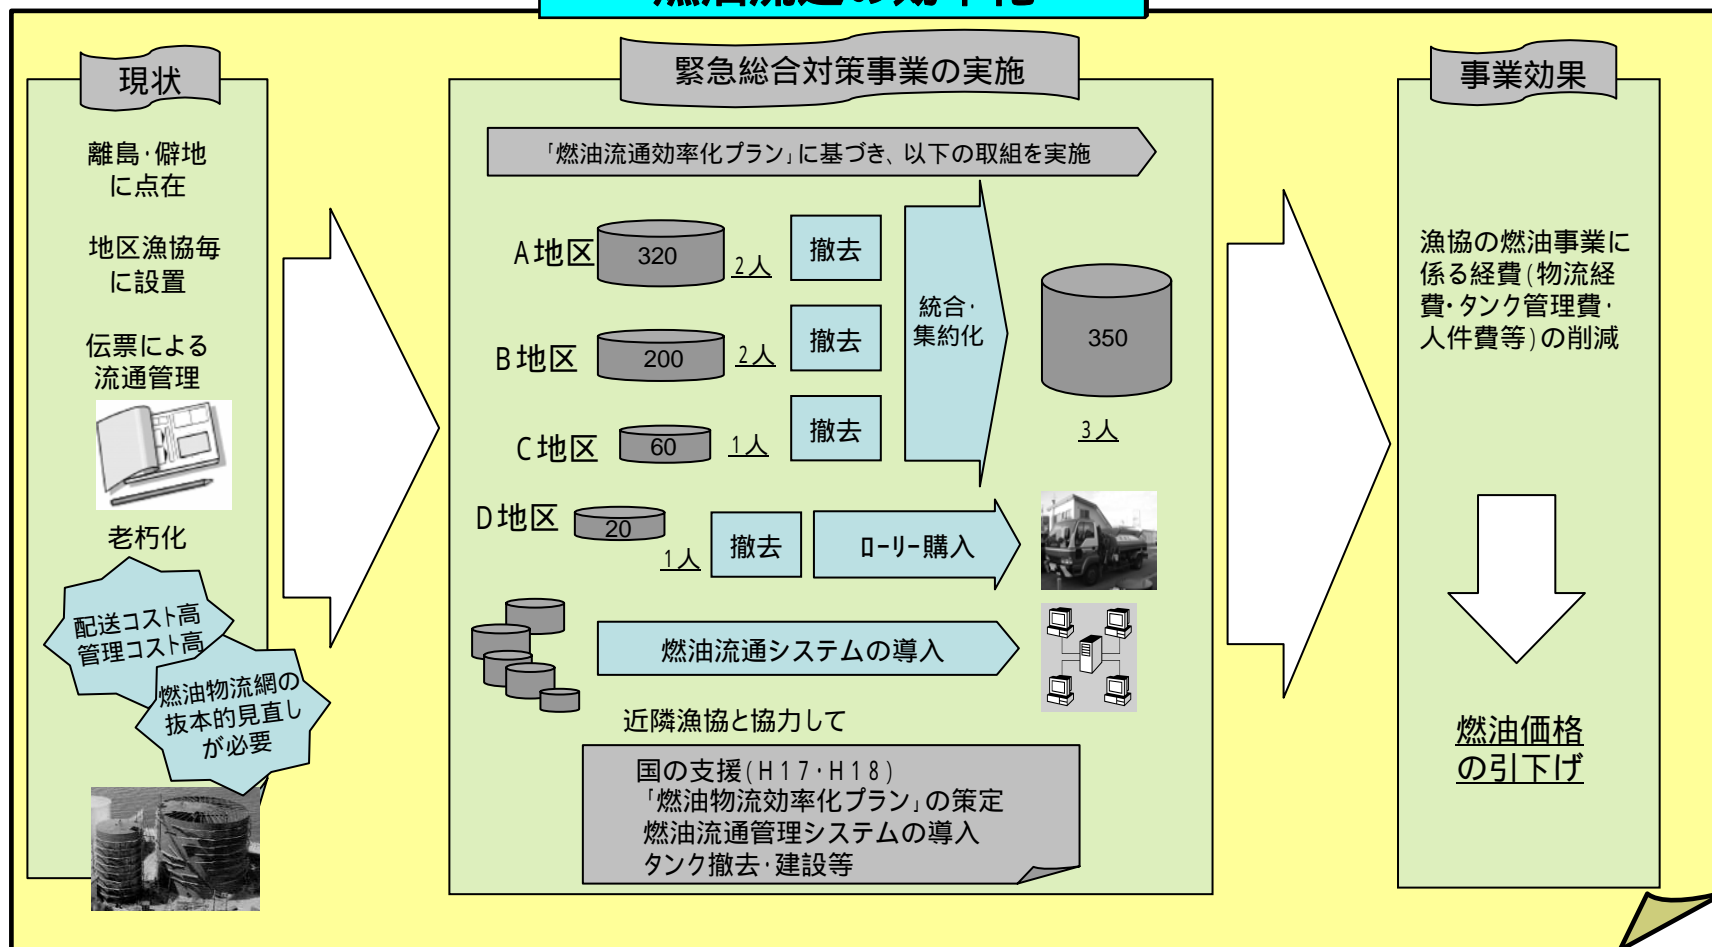 燃油流通の効率化
現状
離島・僻地
に点在
地区漁協毎
に設置
伝票による
流通管理
老朽化
配送コスト高
管理コスト高
燃油物流網の
抜本的見直し
が必要
緊急総合対策事業の実施
「燃油流通効率化プラン」に基づき、以下の取組を実施
A地区
320
2人
撤去
B地区
200
2人
撤去
C地区
60
1人
撤去
統合・
集約化
350
3人
D地区
20
1人
撤去
ローリー購入
燃油流通システムの導入
近隣漁協と協力して
国の支援(H17・H18)
「燃油物流効率化プラン」の策定
燃油流通管理システムの導入
タンク撤去・建設等
事業効果
漁協の燃油事業に
係る経費(物流経
費・タンク管理費・
人件費等)の削減
燃油価格
の引下げ